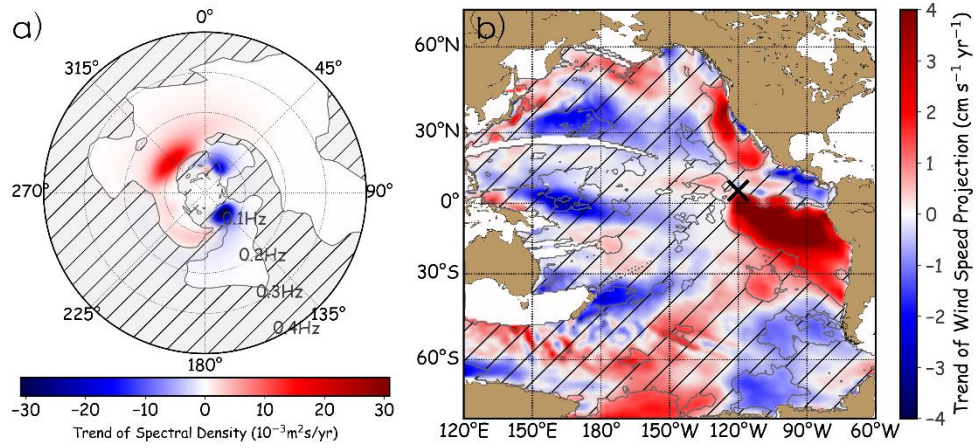 a)
0°
315°
45°
270°
90°
0.1Hz
0.2Hz
0.3Hz
0.4Hz
225°
135°
180°
−30 −20 −10 0 10 20 30
Trend of Spectral Density (10⁻³m²s/yr)
b)
60°N
30°N
0°
30°S
60°S
120°E 150°E 180° 150°W 120°W 90°W 60°W
4
3
2
1
0
−1
−2
−3
−4
Trend of Wind Speed Projection (cm s⁻¹ yr⁻¹)